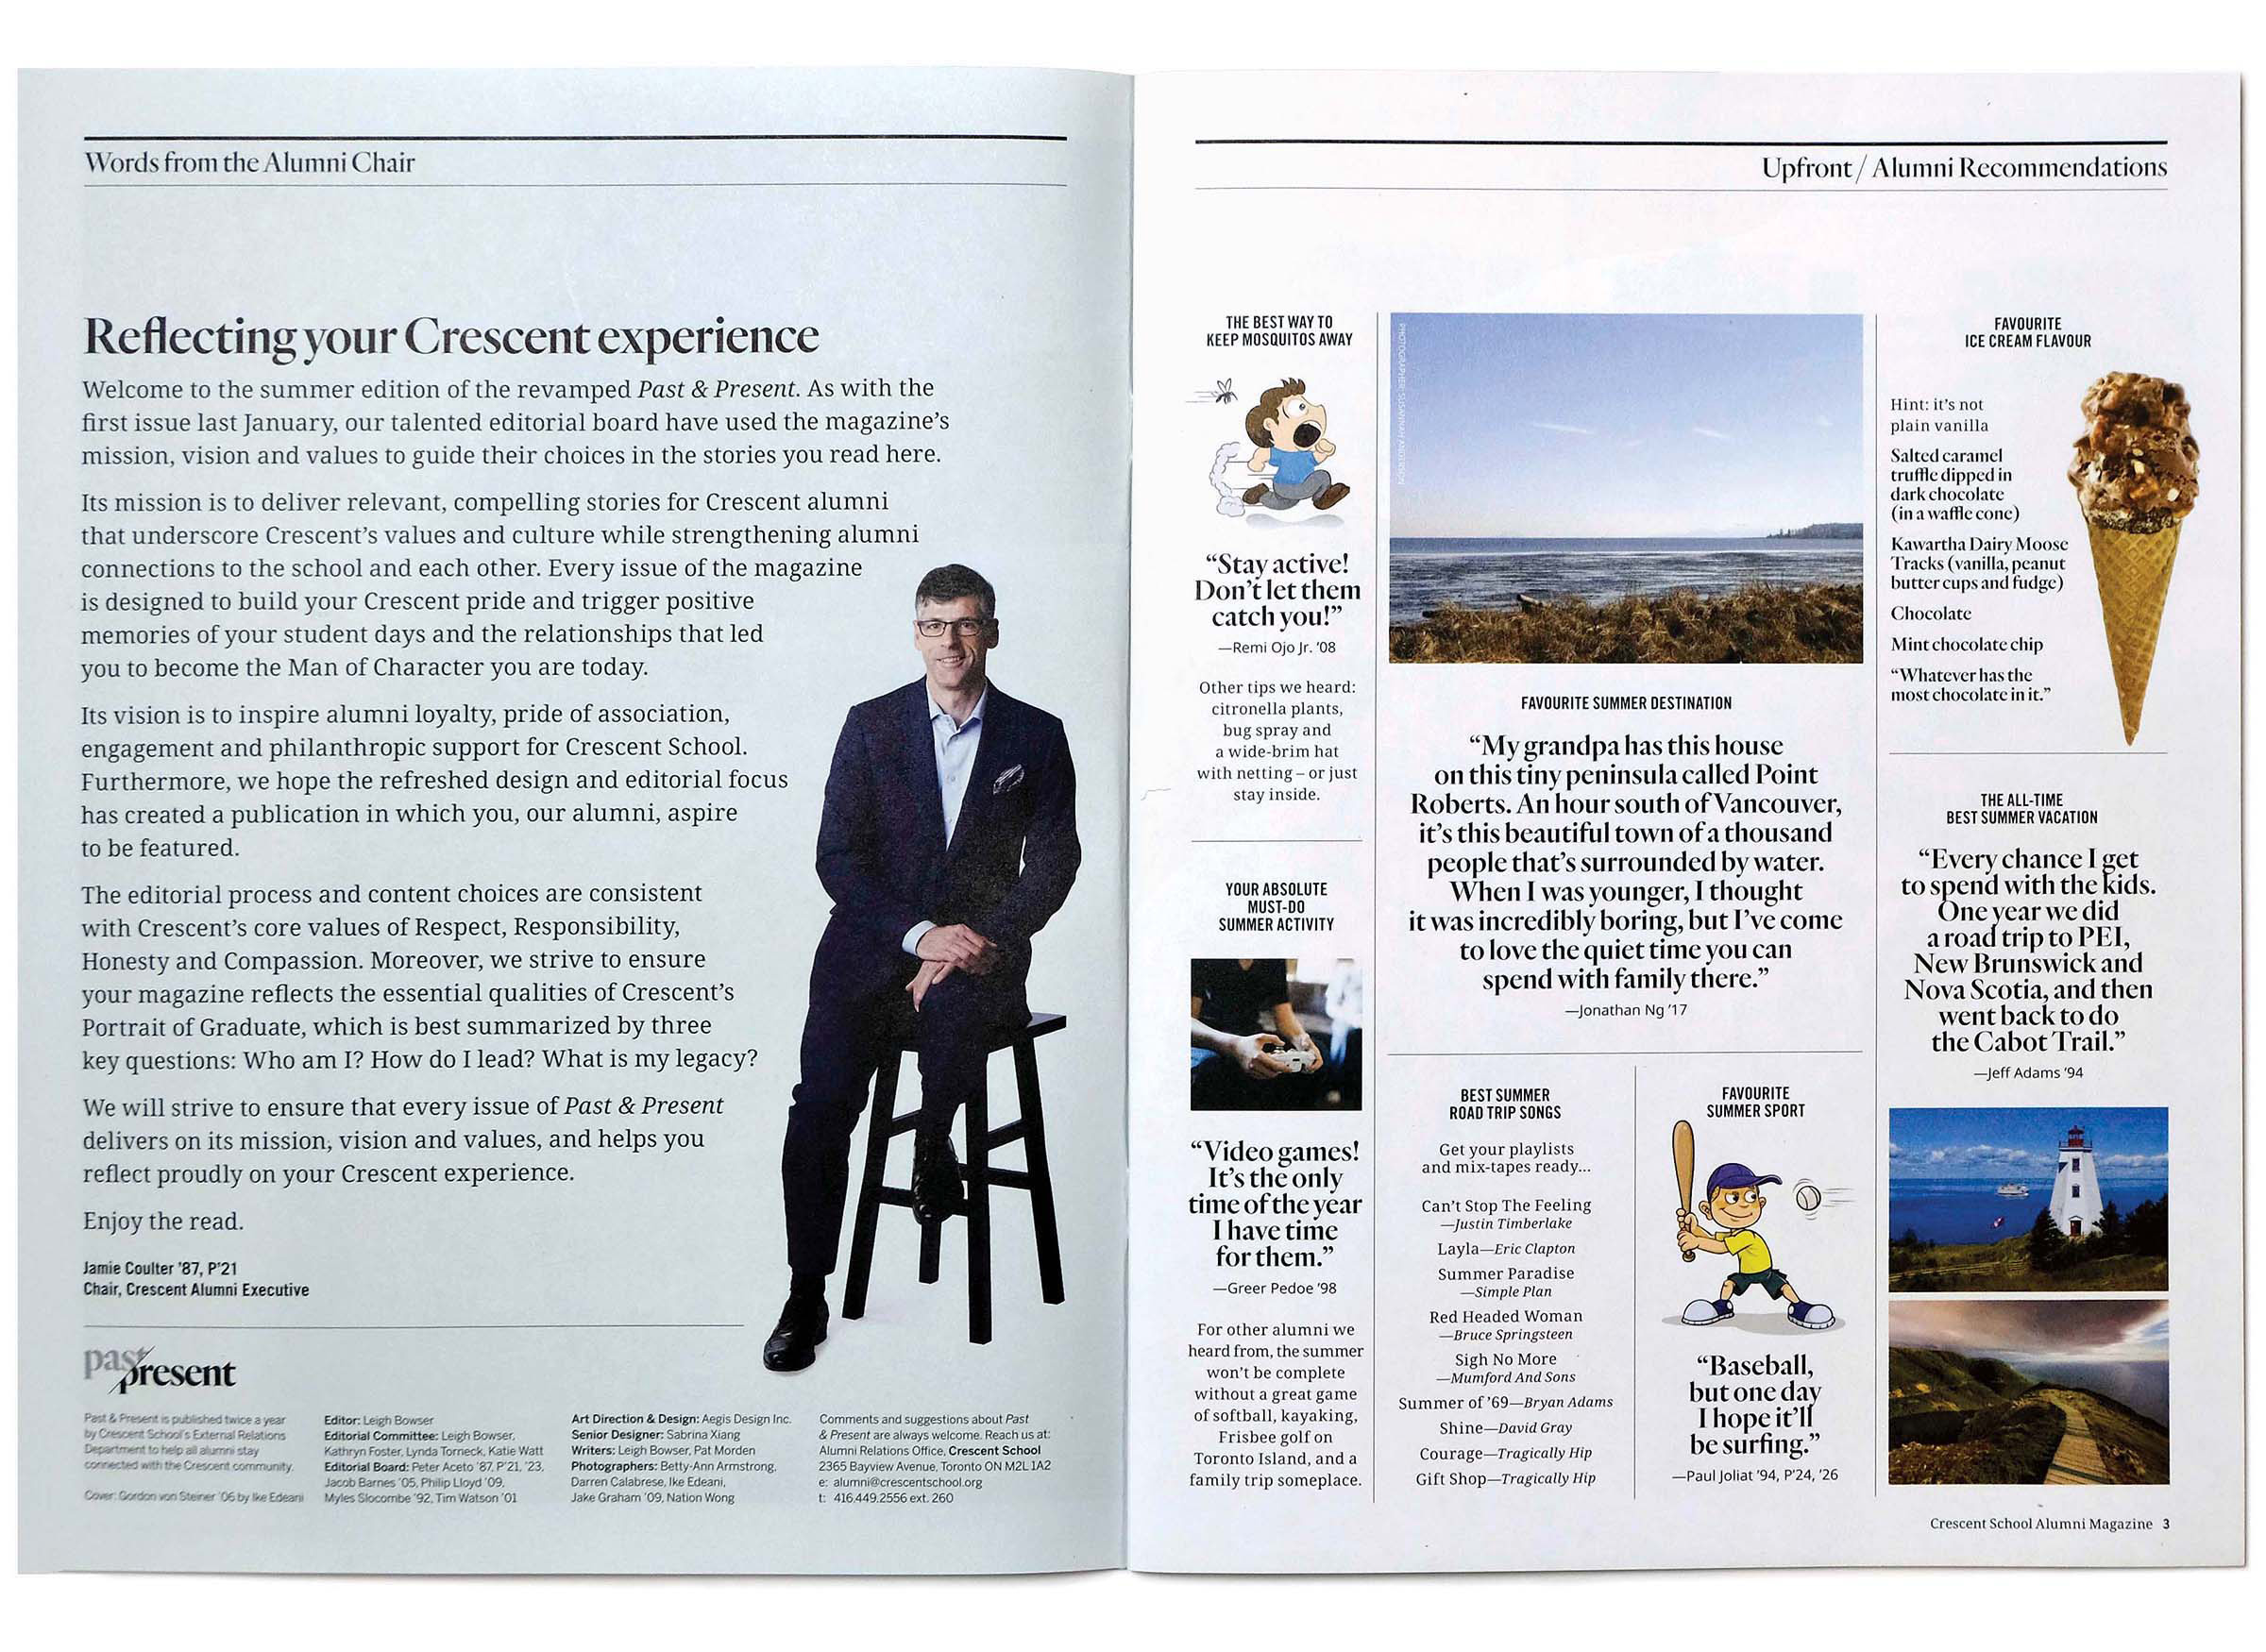 Words from the Alumni Chair
Reflecting your Crescent experience
Welcome to the summer edition of the revamped Past & Present. As with the
first issue last January, our talented editorial board have used the magazine's
mission, vision and values to guide their choices in the stories you read here.
Its mission is to deliver relevant, compelling stories for Crescent alumni
that underscore Crescent's values and culture while strengthening alumni
connections to the school and each other. Every issue of the magazine
is designed to build your Crescent pride and trigger positive
memories of your student days and the relationships that led
you to become the Man of Character you are today.
Its vision is to inspire alumni loyalty, pride of association,
engagement and philanthropic support for Crescent School.
Furthermore, we hope the refreshed design and editorial focus
has created a publication in which you, our alumni, aspire
to be featured.
The editorial process and content choices are consistent
with Crescent's core values of Respect, Responsibility,
Honesty and Compassion. Moreover, we strive to ensure
your magazine reflects the essential qualities of Crescent's
Portrait of Graduate, which is best summarized by three
key questions: Who am I? How do I lead? What is my legacy?
We will strive to ensure that every issue of Past & Present
delivers on its mission, vision and values, and helps you
reflect proudly on your Crescent experience.
Enjoy the read.
Jamie Coulter '87, P'21
Chair, Crescent Alumni Executive
past/present
Past & Present is published twice a year
by Crescent School's External Relations
Department to help all alumni stay
connected with the Crescent community.
Cover: Gordon von Steiner '06 by Ike Edeani
Editor: Leigh Bowser
Editorial Committee: Leigh Bowser,
Kathryn Foster, Lynda Torneck, Katie Watt
Editorial Board: Peter Aceto '87, P'21, '23,
Jacob Barnes '05, Philip Lloyd '09,
Myles Slocombe '92, Tim Watson '01
Art Direction & Design: Aegis Design Inc.
Senior Designer: Sabrina Xiang
Writers: Leigh Bowser, Pat Morden
Photographers: Betty-Ann Armstrong,
Darren Calabrese, Ike Edeani,
Jake Graham '09, Nation Wong
Comments and suggestions about Past
& Present are always welcome. Reach us at:
Alumni Relations Office, Crescent School
2365 Bayview Avenue, Toronto ON M2L 1A2
e: alumni@crescentschool.org
t: 416.449.2556 ext. 260
Upfront / Alumni Recommendations
THE BEST WAY TO
KEEP MOSQUITOS AWAY
"Stay active!
Don't let them
catch you!"
—Remi Ojo Jr. '08
Other tips we heard:
citronella plants,
bug spray and
a wide-brim hat
with netting – or just
stay inside.
YOUR ABSOLUTE
MUST-DO
SUMMER ACTIVITY
"Video games!
It's the only
time of the year
I have time
for them."
—Greer Pedoe '98
For other alumni we
heard from, the summer
won't be complete
without a great game
of softball, kayaking,
Frisbee golf on
Toronto Island, and a
family trip someplace.
PHOTOGRAPHER: SUSANNAH ANDERSON
FAVOURITE SUMMER DESTINATION
"My grandpa has this house
on this tiny peninsula called Point
Roberts. An hour south of Vancouver,
it's this beautiful town of a thousand
people that's surrounded by water.
When I was younger, I thought
it was incredibly boring, but I've come
to love the quiet time you can
spend with family there."
—Jonathan Ng '17
BEST SUMMER
ROAD TRIP SONGS
Get your playlists
and mix-tapes ready...
Can't Stop The Feeling
—Justin Timberlake
Layla—Eric Clapton
Summer Paradise
—Simple Plan
Red Headed Woman
—Bruce Springsteen
Sigh No More
—Mumford And Sons
Summer of '69—Bryan Adams
Shine—David Gray
Courage—Tragically Hip
Gift Shop—Tragically Hip
FAVOURITE
SUMMER SPORT
"Baseball,
but one day
I hope it'll
be surfing."
—Paul Joliat '94, P'24, '26
FAVOURITE
ICE CREAM FLAVOUR
Hint: it's not
plain vanilla
Salted caramel
truffle dipped in
dark chocolate
(in a waffle cone)
Kawartha Dairy Moose
Tracks (vanilla, peanut
butter cups and fudge)
Chocolate
Mint chocolate chip
"Whatever has the
most chocolate in it."
THE ALL-TIME
BEST SUMMER VACATION
"Every chance I get
to spend with the kids.
One year we did
a road trip to PEI,
New Brunswick and
Nova Scotia, and then
went back to do
the Cabot Trail."
—Jeff Adams '94
Crescent School Alumni Magazine 3